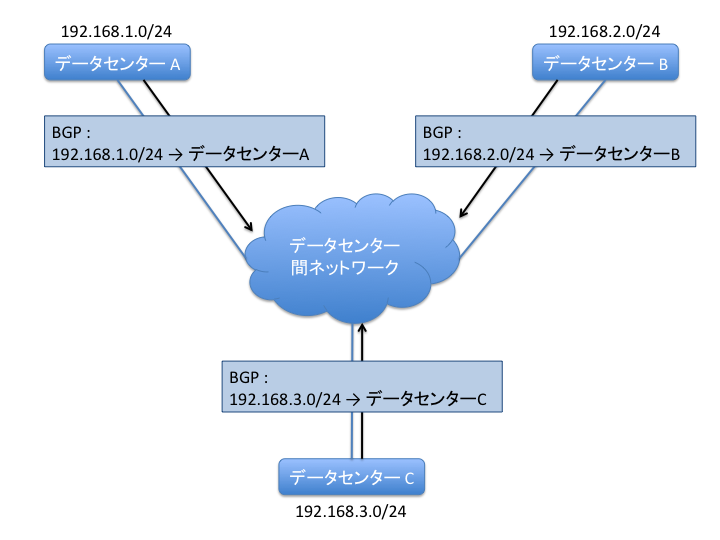 192.168.1.0/24
192.168.2.0/24
データセンター A
データセンター B
BGP :
192.168.1.0/24 → データセンターA
BGP :
192.168.2.0/24 → データセンターB
データセンター
間ネットワーク
BGP :
192.168.3.0/24 → データセンターC
データセンター C
192.168.3.0/24